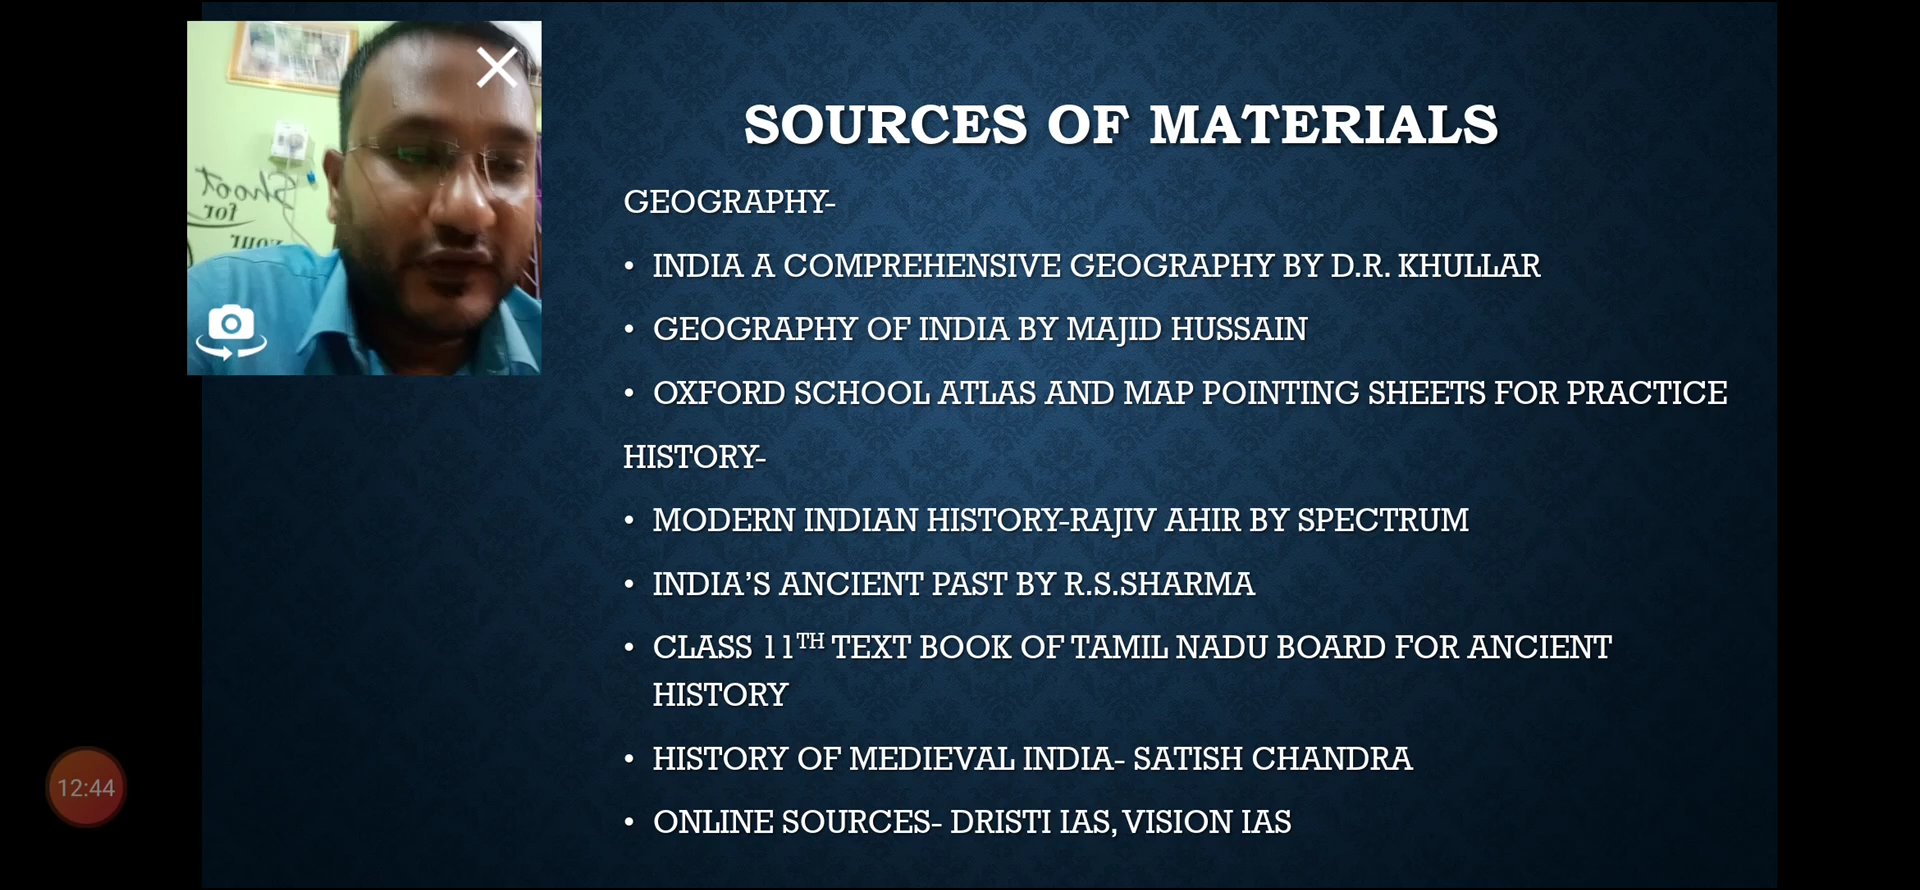 SOURCES OF MATERIALS
GEOGRAPHY-
• INDIA A COMPREHENSIVE GEOGRAPHY BY D.R. KHULLAR
• GEOGRAPHY OF INDIA BY MAJID HUSSAIN
• OXFORD SCHOOL ATLAS AND MAP POINTING SHEETS FOR PRACTICE
HISTORY-
• MODERN INDIAN HISTORY-RAJIV AHIR BY SPECTRUM
• INDIA’S ANCIENT PAST BY R.S.SHARMA
• CLASS 11TH TEXT BOOK OF TAMIL NADU BOARD FOR ANCIENT
HISTORY
• HISTORY OF MEDIEVAL INDIA- SATISH CHANDRA
• ONLINE SOURCES- DRISTI IAS, VISION IAS
Shoot
for
your
12:44